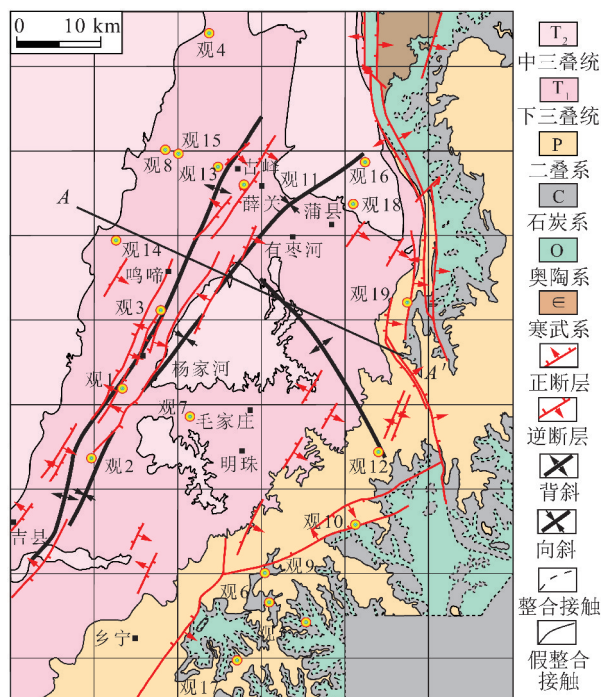 0 10 km
观4
观15
观8
观13
古峰
观11
观16
A
薛关
蒲县
观18
有枣河
观14
鸣啼
观3
观19
杨家河
A′
观1
观7
毛家庄
观2
明珠
观12
吉县
观10
观9
观6
乡宁
观1
T₂
中三叠统
T₁
下三叠统
P
二叠系
C
石炭系
O
奥陶系
∈
寒武系
正断层
逆断层
背斜
向斜
整合接触
假整合
接触